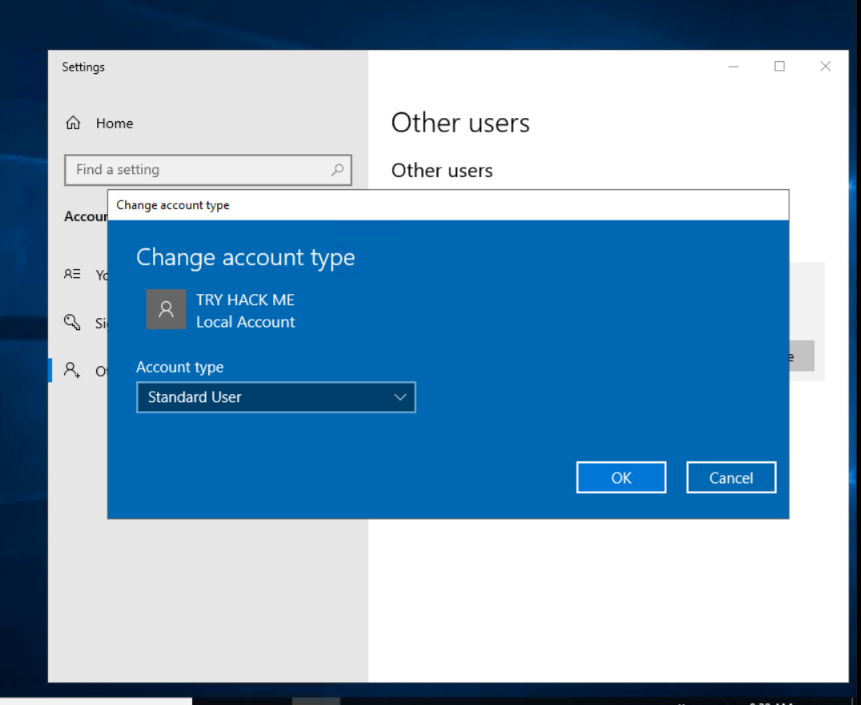 Settings
Home
Other users
Find a setting
Other users
Change account type
Change account type
TRY HACK ME
Local Account
Account type
Standard User
OK
Cancel